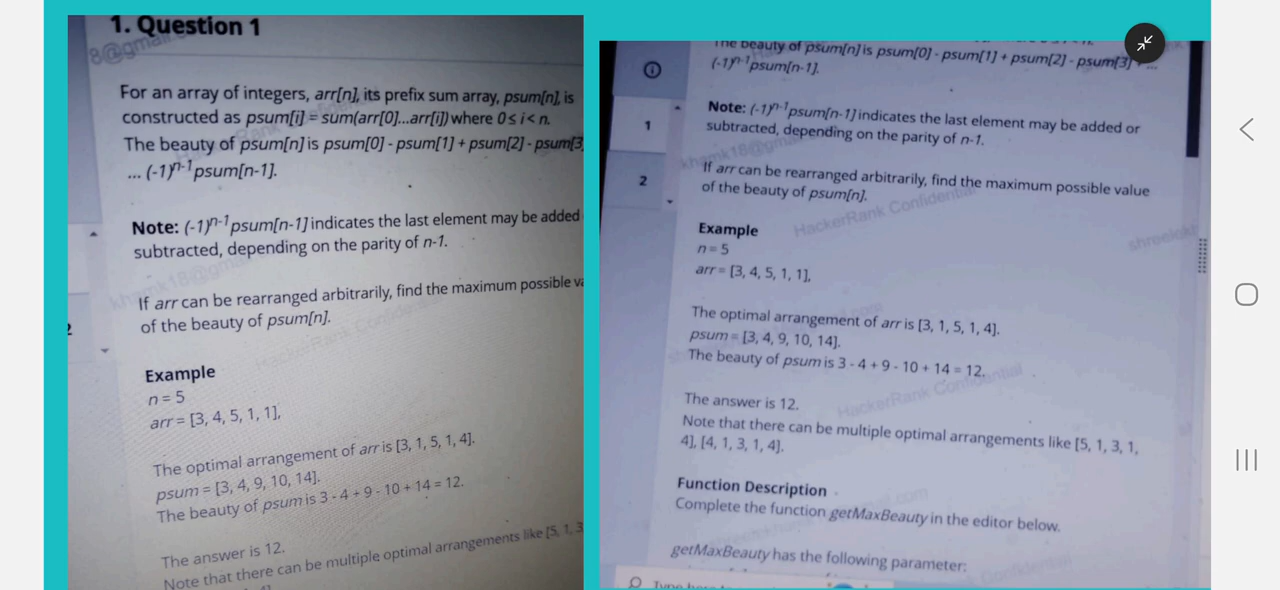 1. Question 1
8@gmail.com
For an array of integers, arr[n], its prefix sum array, psum[n], is
constructed as psum[i] = sum(arr[0]...arr[i]) where 0 ≤ i < n.
The beauty of psum[n] is psum[0] - psum[1] + psum[2] - psum[3
... (-1)ⁿ⁻¹ psum[n-1].
Note: (-1)ⁿ⁻¹ psum[n-1] indicates the last element may be added
subtracted, depending on the parity of n-1.
If arr can be rearranged arbitrarily, find the maximum possible va
of the beauty of psum[n].
2
Example
n = 5
arr = [3, 4, 5, 1, 1],
The optimal arrangement of arr is [3, 1, 5, 1, 4].
psum = [3, 4, 9, 10, 14].
The beauty of psum is 3 - 4 + 9 - 10 + 14 = 12.
The answer is 12.
Note that there can be multiple optimal arrangements like [5, 1, 3
The beauty of psum[n] is psum[0] - psum[1] + psum[2] - psum[3] + ...
(-1)ⁿ⁻¹ psum[n-1].
1
Note: (-1)ⁿ⁻¹ psum[n-1] indicates the last element may be added or
subtracted, depending on the parity of n-1.
2
If arr can be rearranged arbitrarily, find the maximum possible value
of the beauty of psum[n].
HackerRank Confidential
Example
n = 5
arr = [3, 4, 5, 1, 1],
The optimal arrangement of arr is [3, 1, 5, 1, 4].
psum = [3, 4, 9, 10, 14].
The beauty of psum is 3 - 4 + 9 - 10 + 14 = 12.
HackerRank Confidential
The answer is 12.
Note that there can be multiple optimal arrangements like [5, 1, 3, 1,
4], [4, 1, 3, 1, 4].
Function Description
Complete the function getMaxBeauty in the editor below.
getMaxBeauty has the following parameter:
Confidential